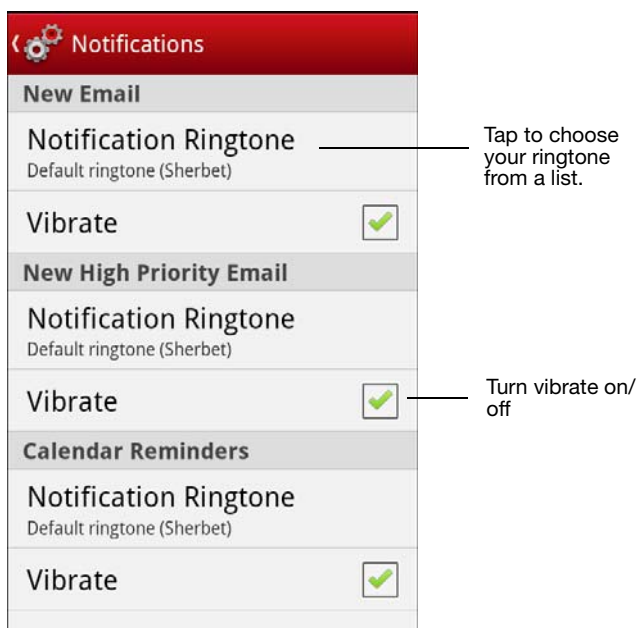 Notifications
New Email
Notification Ringtone
Default ringtone (Sherbet)
Tap to choose
your ringtone
from a list.
Vibrate
New High Priority Email
Notification Ringtone
Default ringtone (Sherbet)
Vibrate
Turn vibrate on/
off
Calendar Reminders
Notification Ringtone
Default ringtone (Sherbet)
Vibrate